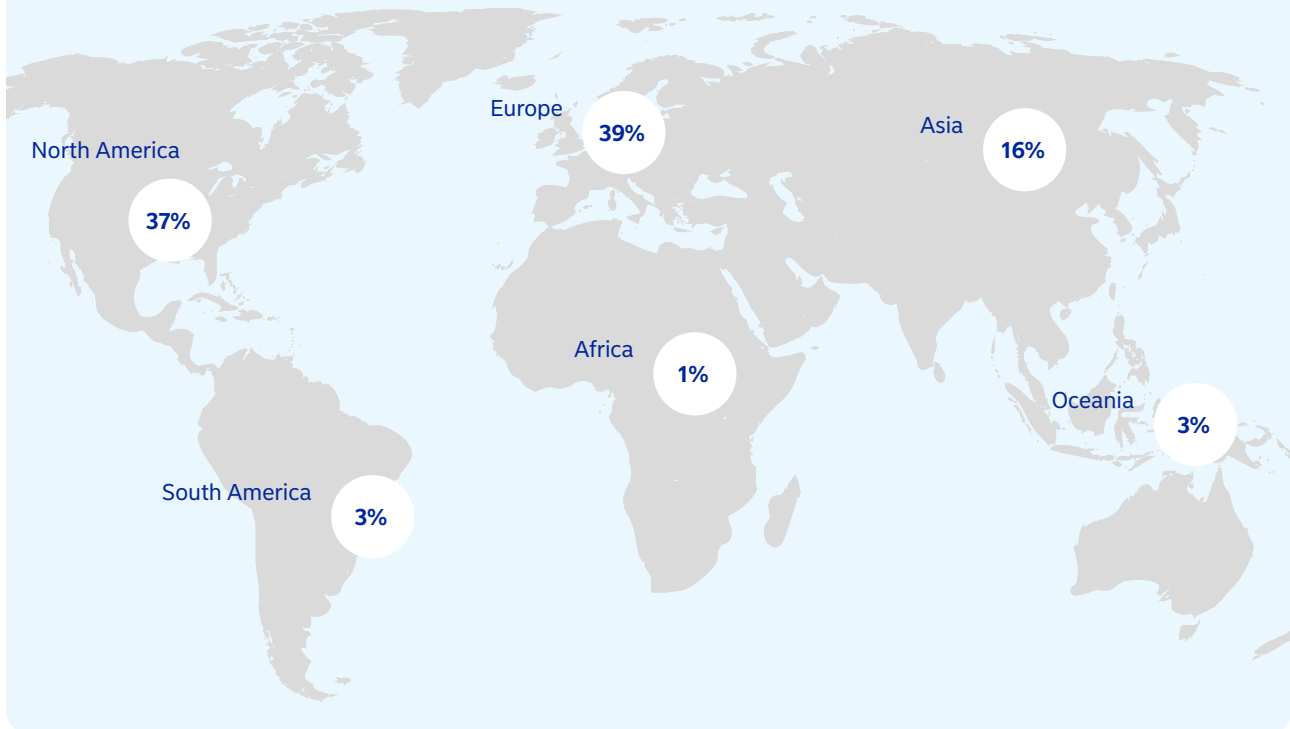 Europe
39%
Asia
16%
North America
37%
Africa
1%
Oceania
3%
South America
3%